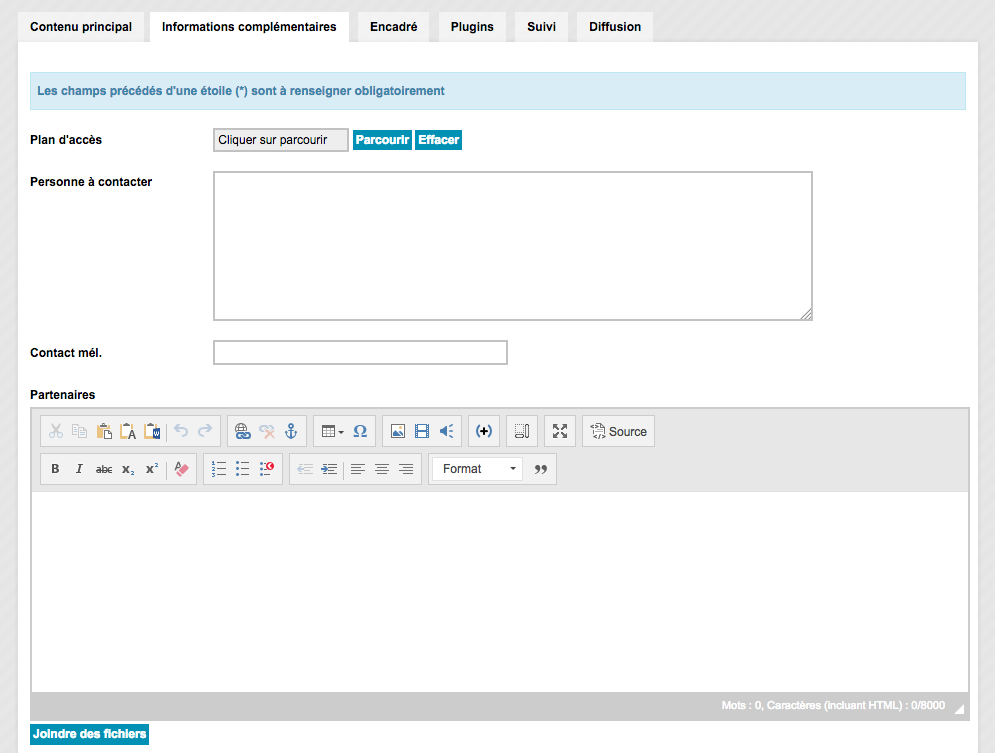 Contenu principal Informations complémentaires Encadré Plugins Suivi Diffusion
Les champs précédés d'une étoile (*) sont à renseigner obligatoirement
Plan d'accès Cliquer sur parcourir Parcourir Effacer
Personne à contacter
Contact mél.
Partenaires
Source
B I abc x₂ x² Format
Mots : 0, Caractères (incluant HTML) : 0/8000
Joindre des fichiers